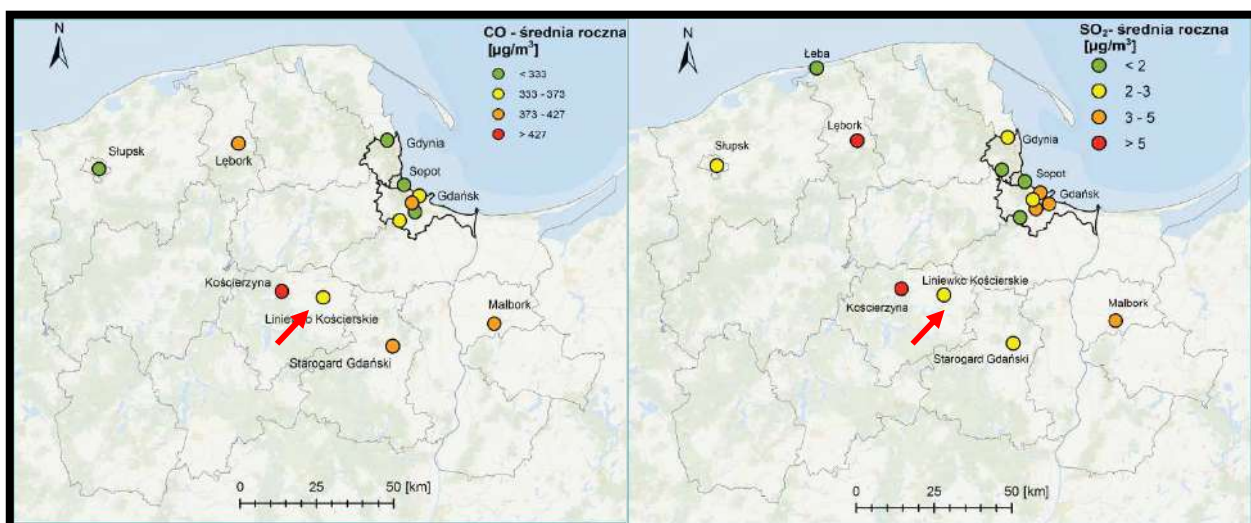 N
CO - średnia roczna
[µg/m³]
< 333
333 - 373
373 - 427
> 427
Gdynia
Sopot
Gdańsk
Słupsk
Lębork
Kościerzyna
Liniewko Kościerskie
Malbork
Starogard Gdański
0 25 50 [km]
N
SO₂- średnia roczna
[µg/m³]
< 2
2 -3
3 - 5
> 5
Łeba
Lębork
Słupsk
Gdynia
Sopot
Gdańsk
Liniewkc Kościerskie
Kościerzyna
Malbork
Starogard Gdański
0 25 50 [km]